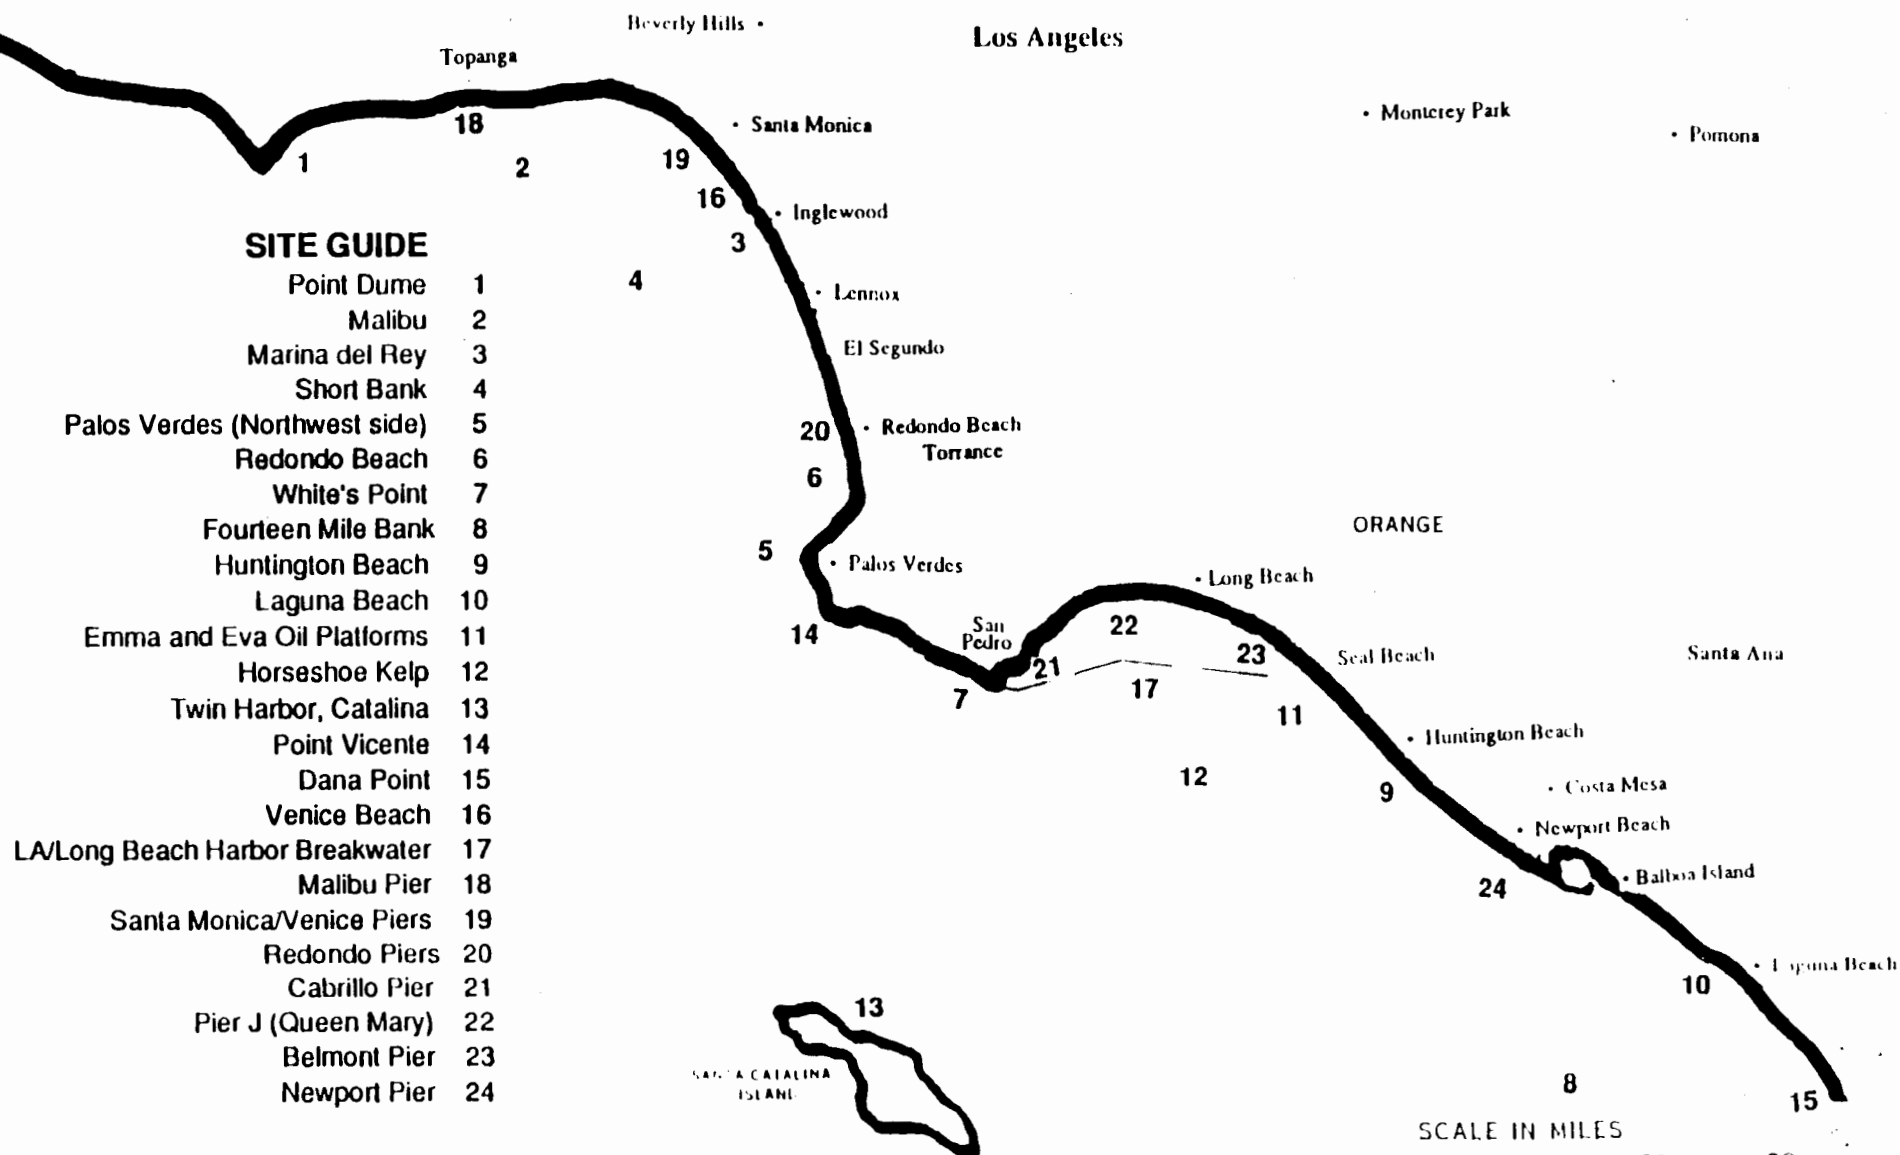 Beverly Hills
Los Angeles
Topanga
18
Santa Monica
Monterey Park
Pomona
1
2
19
16
Inglewood
3
4
Lennox
El Segundo
20
Redondo Beach
Torrance
6
5
Palos Verdes
ORANGE
Long Beach
14
San
Pedro
21
22
23
Seal Beach
Santa Ana
7
17
11
Huntington Beach
12
9
Costa Mesa
Newport Beach
24
Balboa Island
Laguna Beach
10
13
SANTA CATALINA
ISLAND
8
15
SCALE IN MILES
SITE GUIDE
Point Dume 1
Malibu 2
Marina del Rey 3
Short Bank 4
Palos Verdes (Northwest side) 5
Redondo Beach 6
White's Point 7
Fourteen Mile Bank 8
Huntington Beach 9
Laguna Beach 10
Emma and Eva Oil Platforms 11
Horseshoe Kelp 12
Twin Harbor, Catalina 13
Point Vicente 14
Dana Point 15
Venice Beach 16
LA/Long Beach Harbor Breakwater 17
Malibu Pier 18
Santa Monica/Venice Piers 19
Redondo Piers 20
Cabrillo Pier 21
Pier J (Queen Mary) 22
Belmont Pier 23
Newport Pier 24